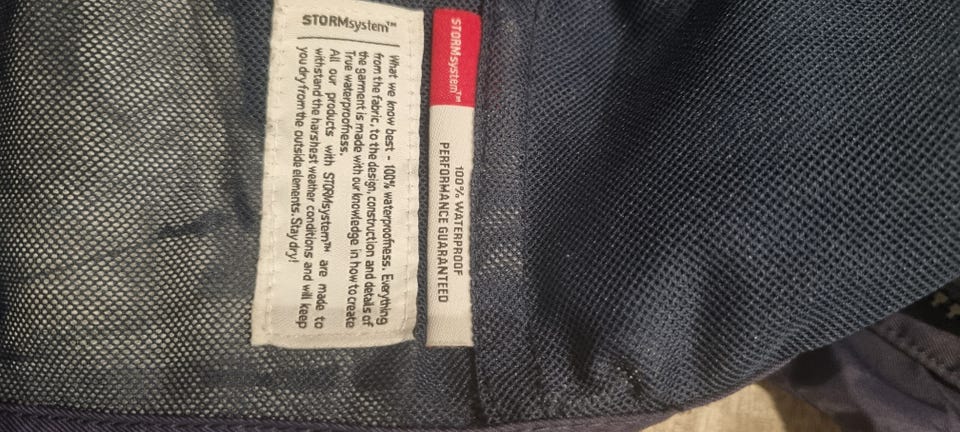 STORMsystem™
What we know best - 100% waterproofness. Everything
from the fabric, to the design, construction and details of
the garment is made with our knowledge in how to create
True waterproofness.
All our products with STORMsystem™ are made to
withstand the harshest weather conditions and will keep
you dry from the outside elements. Stay dry!
STORMsystem™
100% WATERPROOF
PERFORMANCE GUARANTEED